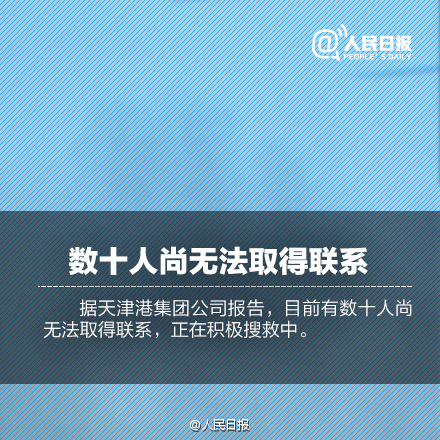 @人民日报
PEOPLE'S DAILY
数十人尚无法取得联系
据天津港集团公司报告，目前有数十人尚
无法取得联系，正在积极搜救中。
@人民日报